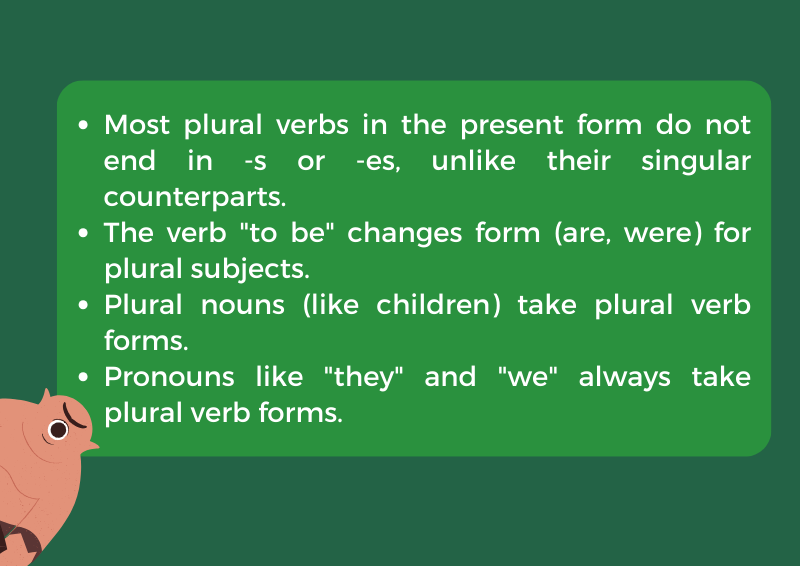 • Most plural verbs in the present form do not
end in -s or -es, unlike their singular
counterparts.
• The verb "to be" changes form (are, were) for
plural subjects.
• Plural nouns (like children) take plural verb
forms.
• Pronouns like "they" and "we" always take
plural verb forms.